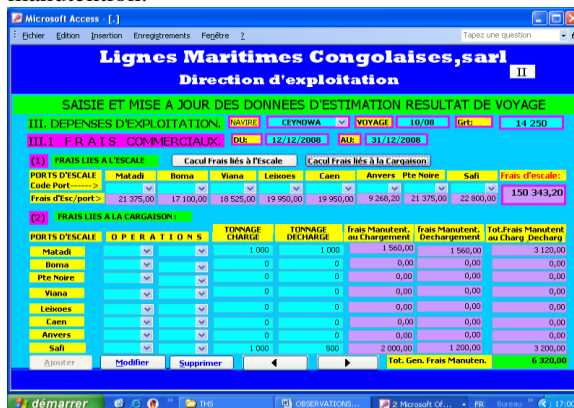 manutention.
Microsoft Access - [.]
Fichier Edition Insertion Enregistrements Fenêtre ? Tapez une question
Lignes Maritimes Congolaises,sarl
II
Direction d'exploitation
SAISIE ET MISE A JOUR DES DONNEES D'ESTIMATION RESULTAT DE VOYAGE
III. DEPENSES D'EXPLOITATION. NAVIRE CEYNOWA VOYAGE 10/08 Grt: 14 250
III.1 FRAIS COMMERCIAUX. DU: 12/12/2008 AU: 31/12/2008
(1) FRAIS LIES A L'ESCALE Cacul Frais liés à l'Escale Cacul Frais liés à la Cargaison
PORTS D'ESCALE Matadi Boma Viana Leixoes Caen Anvers Pte Noire Safi Frais d'escale:
Code Port------>
Frais d'Esc/port> 21 375,00 17 100,00 18 525,00 19 950,00 19 950,00 9 268,20 21 375,00 22 800,00 150 343,20
(2) FRAIS LIES A LA CARGAISON:
PORTS D'ESCALE OPERATIONS TONNAGE CHARGE TONNAGE DECHARGE frais Manutent. au Chargement frais Manutent. Dechargement Tot.Frais Manutent au Charg_Decharg
Matadi 1 000 1 000 1 560,00 1 560,00 3 120,00
Boma 0 0 0,00 0,00 0,00
Pte Noire 0 0 0,00 0,00 0,00
Viana 0 0 0,00 0,00 0,00
Leixoes 0 0 0,00 0,00 0,00
Caen 0 0 0,00 0,00 0,00
Anvers 0 0 0,00 0,00 0,00
Safi 1 000 500 2 000,00 1 200,00 3 200,00
Ajouter Modifier Supprimer Tot. Gen. Frais Manuten. 6 320,00
démarrer THS OBSERVATIONS... 2 Microsoft Of... FR Bureau 17:00